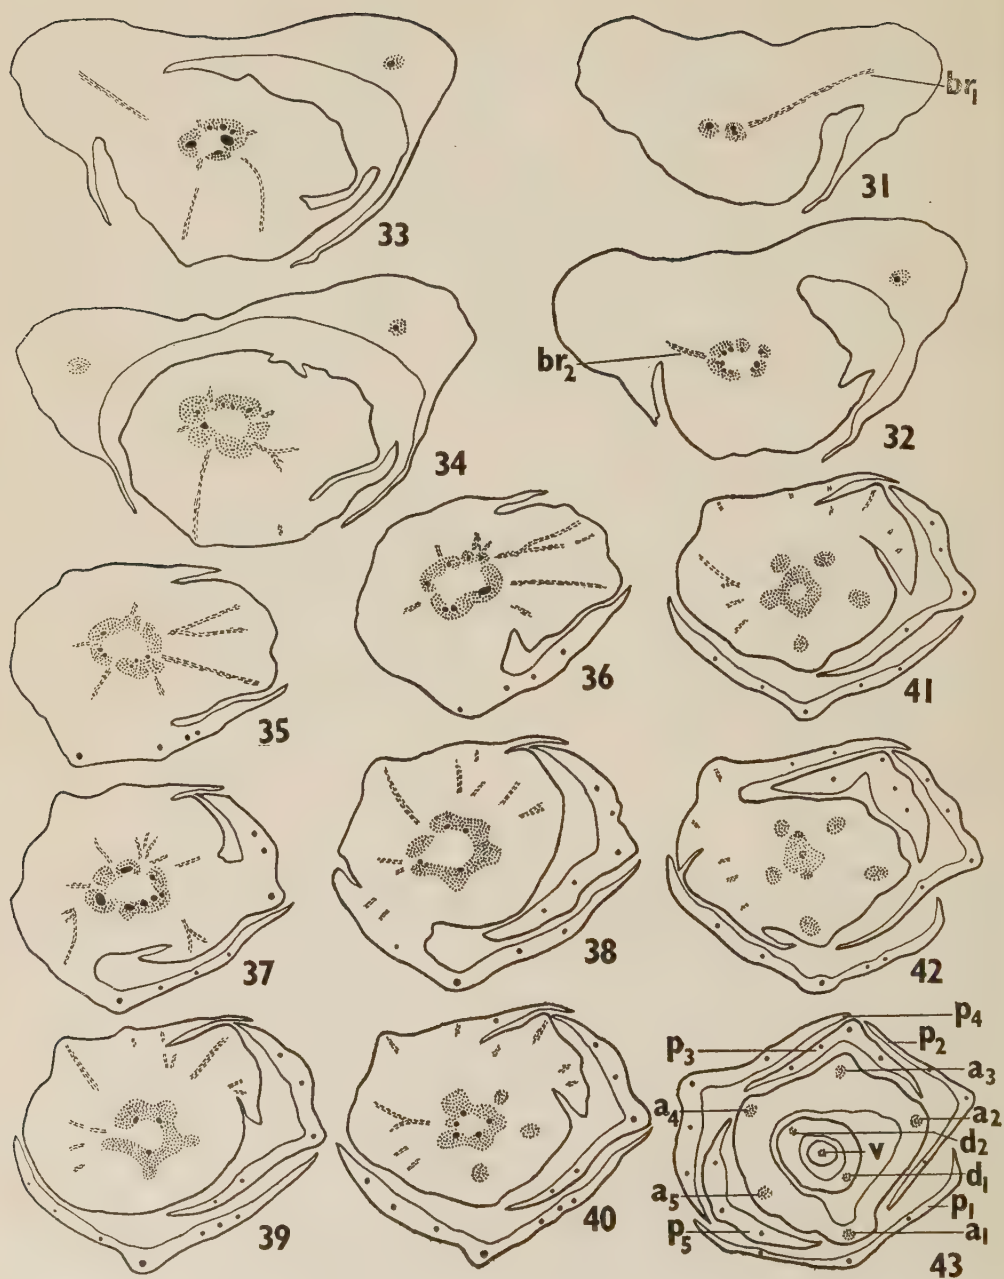 br₁
31
33
br₂
32
34
36
41
35
37
38
42
39
40
p₄
p₃
p₂
a₃
a₄
a₂
d₂
v
d₁
a₅
p₁
p₅
a₁
43